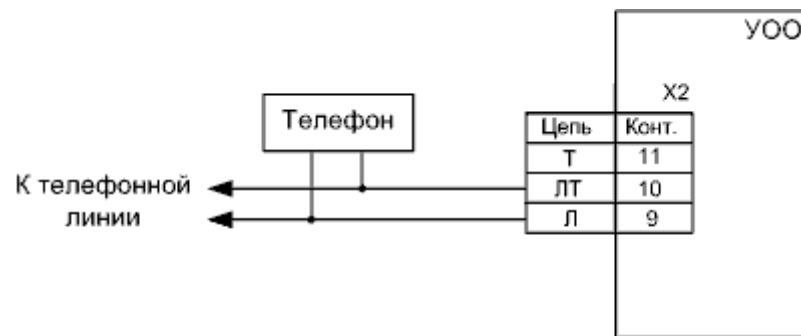 УОО
X2
Телефон
Цепь Конт.
Т 11
ЛТ 10
Л 9
К телефонной
линии